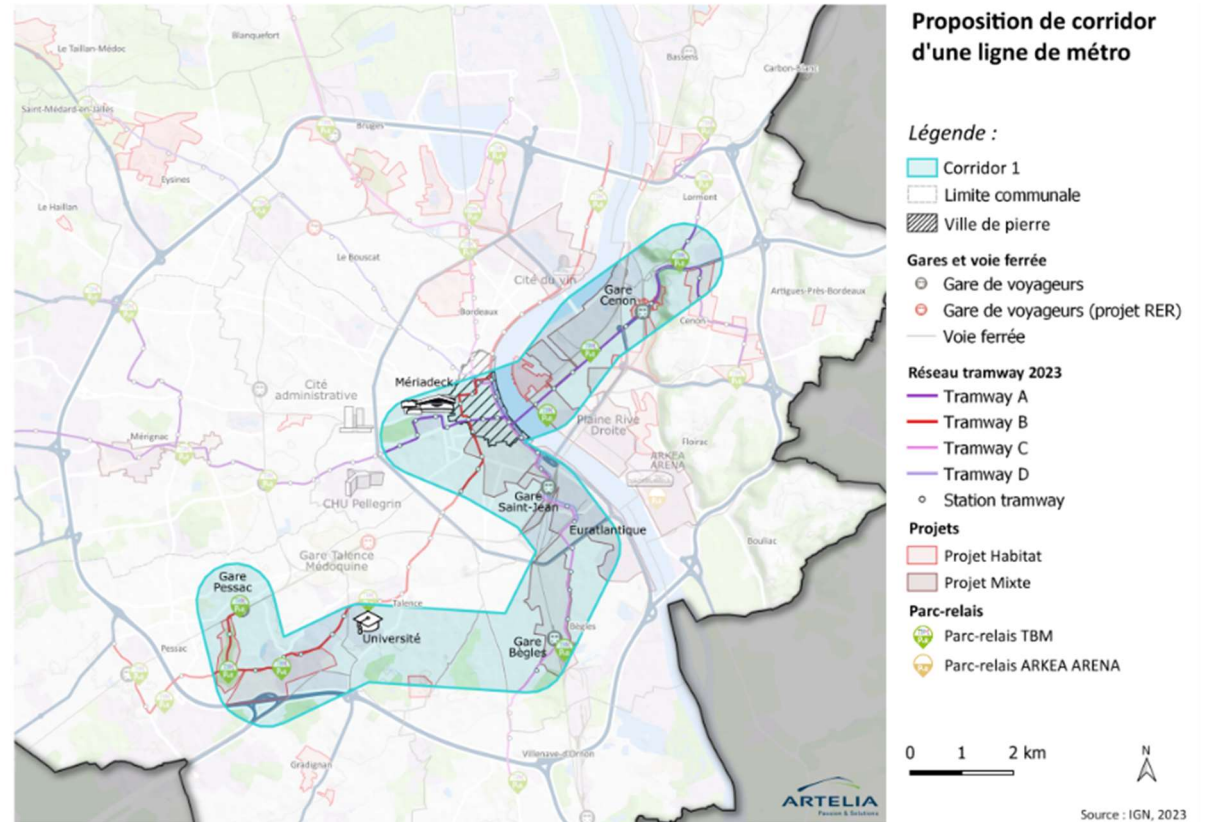 Proposition de corridor
d'une ligne de métro
Légende :
Corridor 1
Limite communale
Ville de pierre
Gares et voie ferrée
Gare de voyageurs
Gare de voyageurs (projet RER)
Voie ferrée
Réseau tramway 2023
Tramway A
Tramway B
Tramway C
Tramway D
Station tramway
Projets
Projet Habitat
Projet Mixte
Parc-relais
Parc-relais TBM
Parc-relais ARKEA ARENA
0 1 2 km
N
Source : IGN, 2023
Le Taillan-Médoc
Blanquefort
Bassens
Carbon-Blanc
Saint-Médard-en-Jalles
Bruges
Eysines
Lormont
Le Haillan
Le Bouscat
Cité du vin
Gare
Cenon
Artigues-Près-Bordeaux
Bordeaux
Cenon
Mériadeck
Cité
administrative
Plaine Rive
Droite
Mérignac
Floirac
ARKEA
ARENA
CHU Pellegrin
Gare
Saint-Jean
Euratlantique
Bouliac
Gare Talence
Médoquine
Gare
Pessac
Talence
Université
Bègles
Gare
Bègles
Pessac
Villenave-d'Ornon
Gradignan
ARTELIA
Passion & Solutions